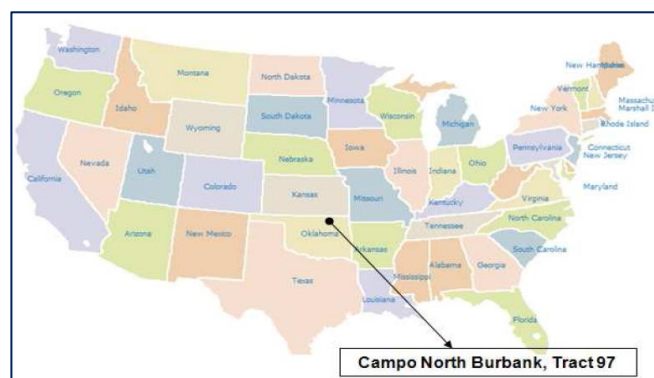 Washington
Montana
North Dakota
Minnesota
New Ham
Vermont
Oregon
Idaho
Wyoming
South Dakota
Wisconsin
Michigan
New York
Massachu
Marshall I
Rhode Island
Connecticut
New Jersey
Nevada
Utah
Colorado
Nebraska
Iowa
Illinois
Indiana
Ohio
Pennsylvania
Maryland
California
Kansas
Missouri
Kentucky
Virginia
Arizona
New Mexico
Oklahoma
Arkansas
Tennessee
North Carolina
South Carolina
Texas
Louisiana
Mississippi
Alabama
Georgia
Florida
Campo North Burbank, Tract 97